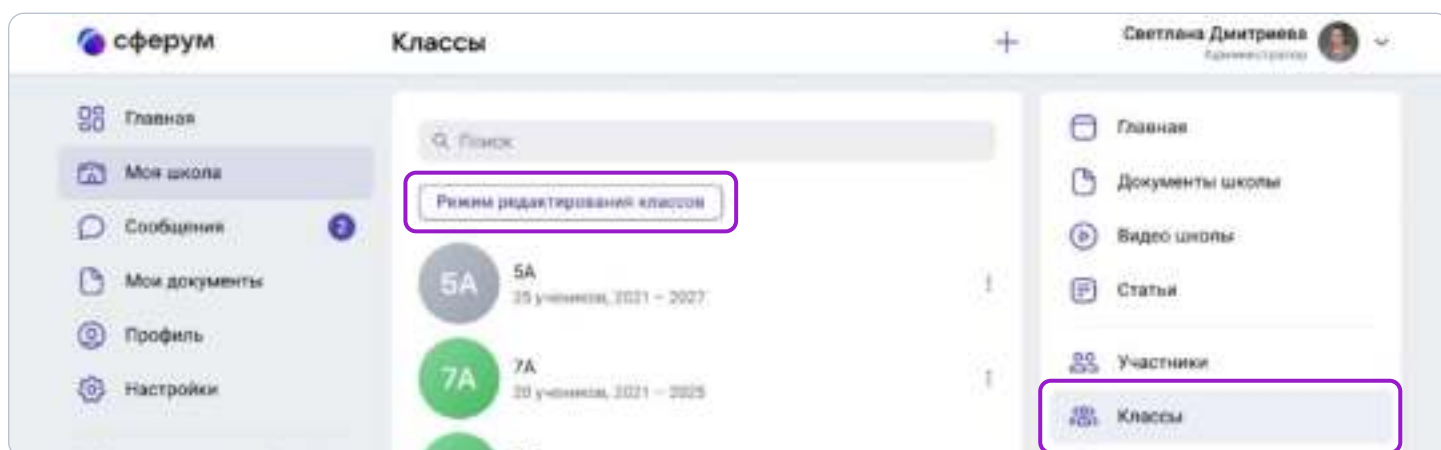 сферум
Классы
+
Светлана Дмитриева
Администратор
Главная
Моя школа
Сообщения
2
Мои документы
Профиль
Настройки
Поиск
Режим редактирования классов
5А
5А
25 учеников, 2021 – 2027
7А
7А
20 учеников, 2021 – 2025
Главная
Документы школы
Видео школы
Статьи
Участники
Классы